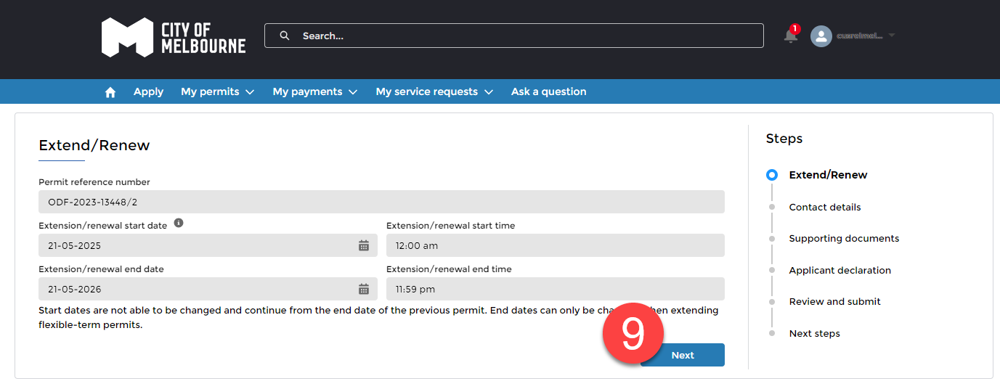 CITY OF
MELBOURNE
Search...
1
Apply
My permits
My payments
My service requests
Ask a question
Extend/Renew
Permit reference number
ODF-2023-13448/2
Extension/renewal start date
Extension/renewal start time
21-05-2025
12:00 am
Extension/renewal end date
Extension/renewal end time
21-05-2026
11:59 pm
Start dates are not able to be changed and continue from the end date of the previous permit. End dates can only be extending
flexible-term permits.
9
Next
Steps
Extend/Renew
Contact details
Supporting documents
Applicant declaration
Review and submit
Next steps